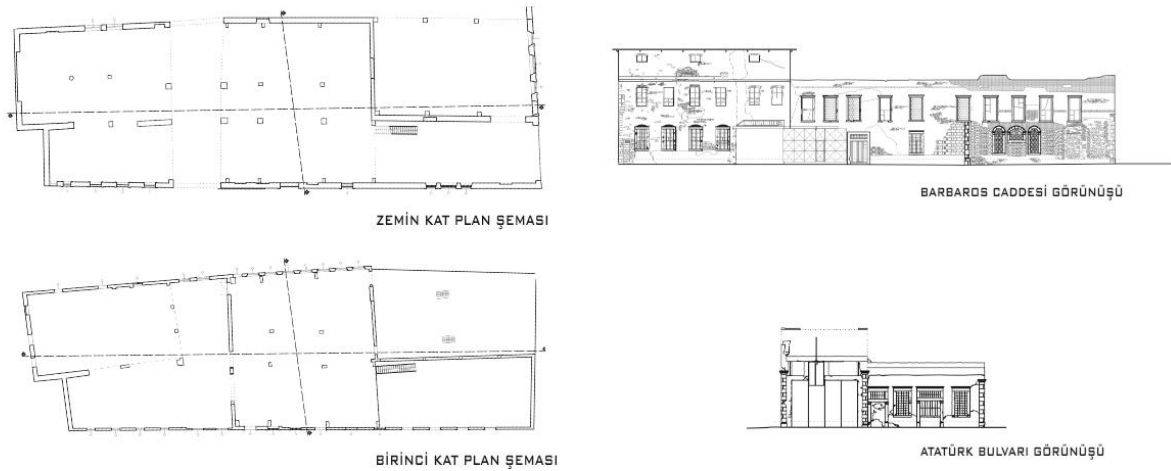 ZEMİN KAT PLAN ŞEMASI
BARBAROS CADDESİ GÖRÜNÜŞÜ
BİRİNCİ KAT PLAN ŞEMASI
ATATÜRK BULVARI GÖRÜNÜŞÜ